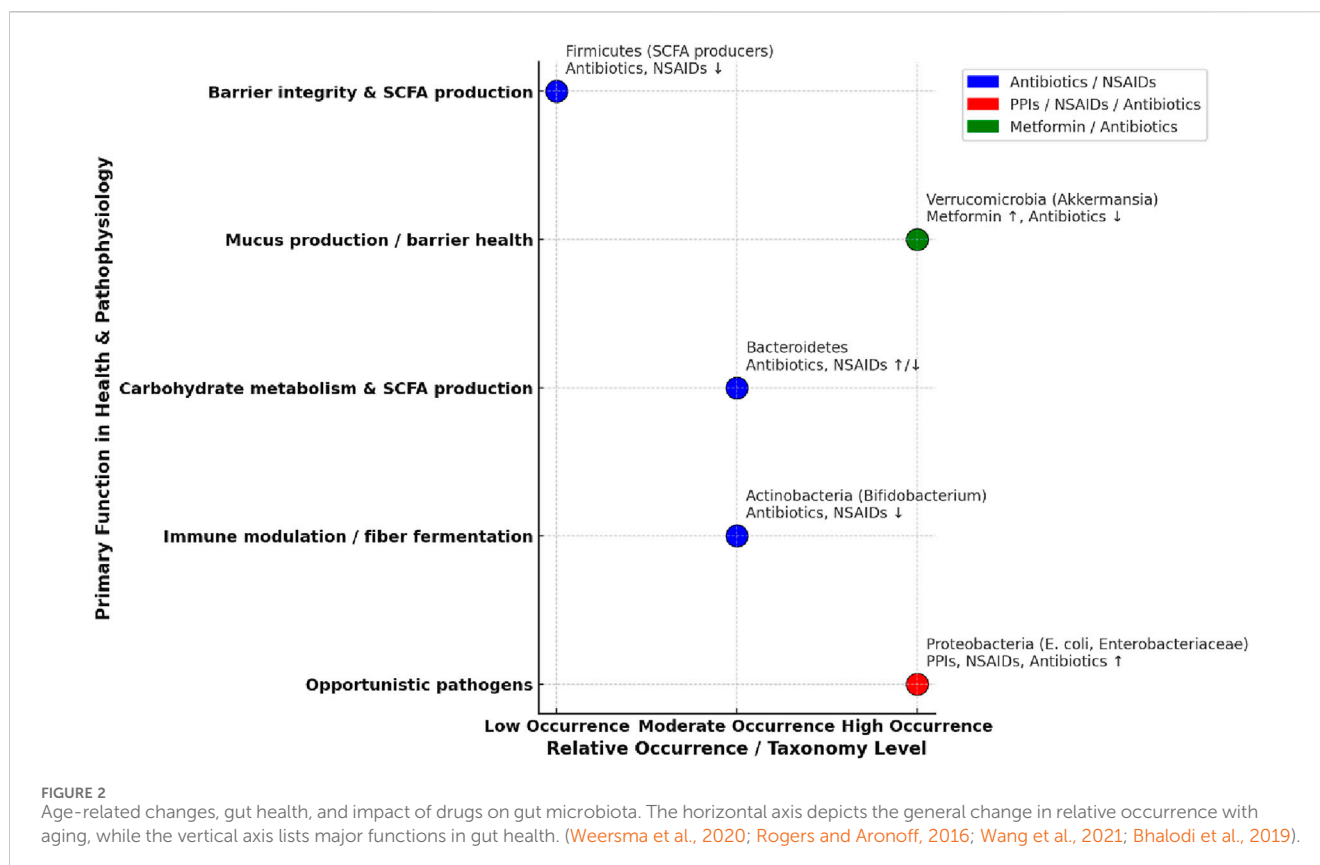 Firmicutes (SCFA producers)
Antibiotics, NSAIDs ↓
Barrier integrity & SCFA production
Antibiotics / NSAIDs
PPIs / NSAIDs / Antibiotics
Metformin / Antibiotics
Verrucomicrobia (Akkermansia)
Metformin ↑, Antibiotics ↓
Mucus production / barrier health
Bacteroidetes
Antibiotics, NSAIDs ↑/↓
Carbohydrate metabolism & SCFA production
Actinobacteria (Bifidobacterium)
Antibiotics, NSAIDs ↓
Immune modulation / fiber fermentation
Proteobacteria (E. coli, Enterobacteriaceae)
PPIs, NSAIDs, Antibiotics ↑
Opportunistic pathogens
Primary Function in Health & Pathophysiology
Low Occurrence Moderate Occurrence High Occurrence
Relative Occurrence / Taxonomy Level
FIGURE 2
Age-related changes, gut health, and impact of drugs on gut microbiota. The horizontal axis depicts the general change in relative occurrence with
aging, while the vertical axis lists major functions in gut health. (Weersma et al., 2020; Rogers and Aronoff, 2016; Wang et al., 2021; Bhalodi et al., 2019).